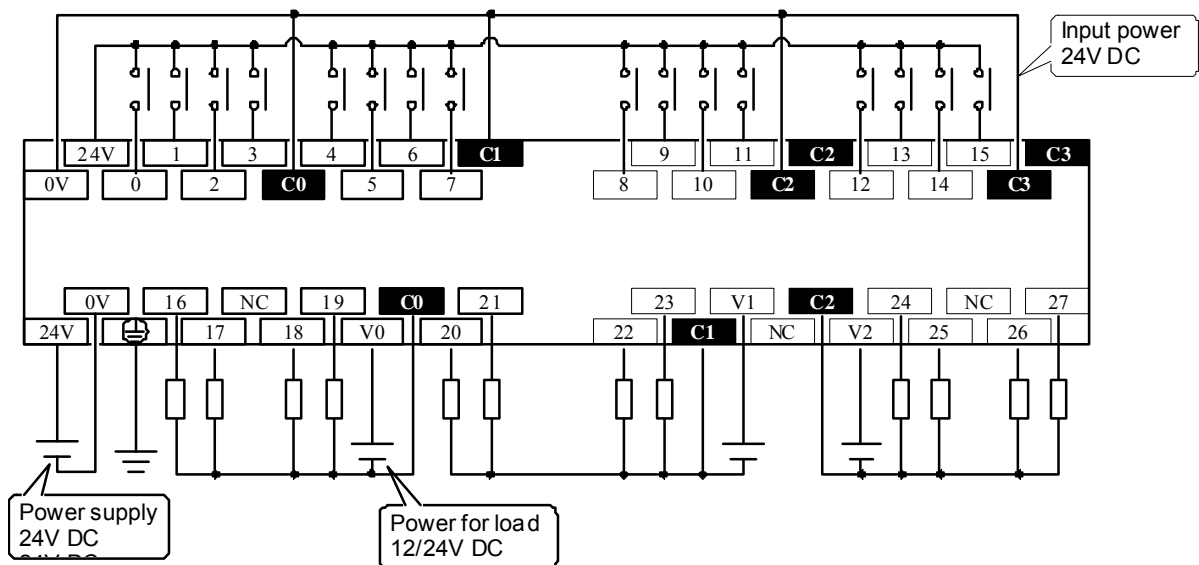 Input power
24V DC
24V 1 3 4 6 C1 9 11 C2 13 15 C3
0V 0 2 C0 5 7 8 10 C2 12 14 C3
0V 16 NC 19 C0 21 23 V1 C2 24 NC 27
24V 17 18 V0 20 22 C1 NC V2 25 26
Power supply
24V DC
24V DC
Power for load
12/24V DC